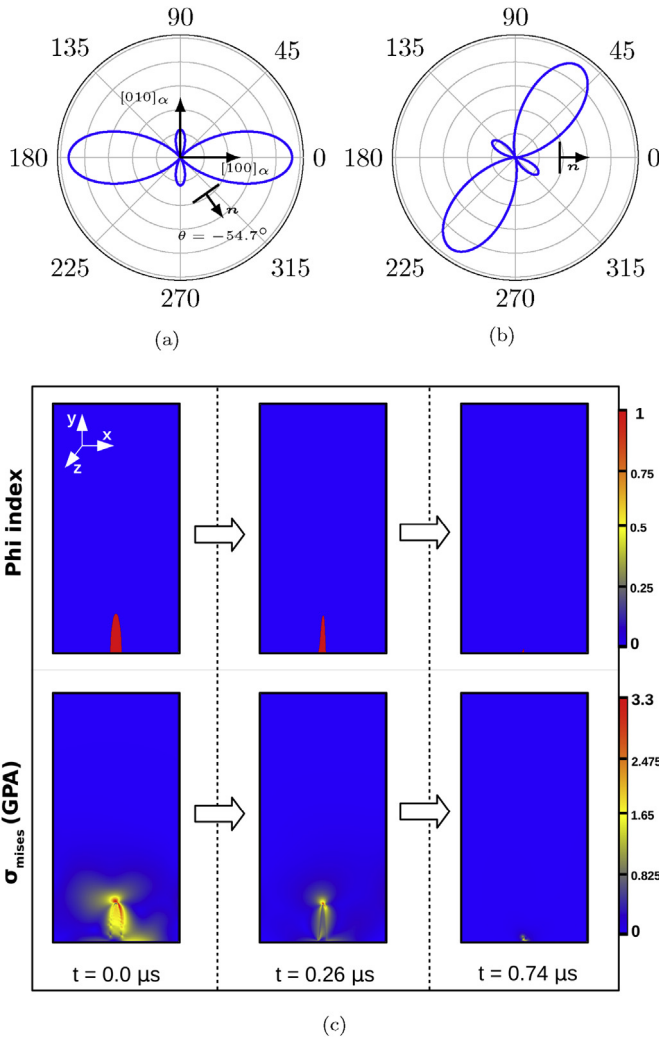 90
135
45
[010]α
180
[100]α
0
n
θ = −54.7°
225
315
270
(a)
90
135
45
180
n
0
225
315
270
(b)
Phi index
y
x
z
1
0.75
0.5
0.25
0
σmises (GPA)
3.3
2.475
1.65
0.825
0
t = 0.0 µs
t = 0.26 µs
t = 0.74 µs
(c)